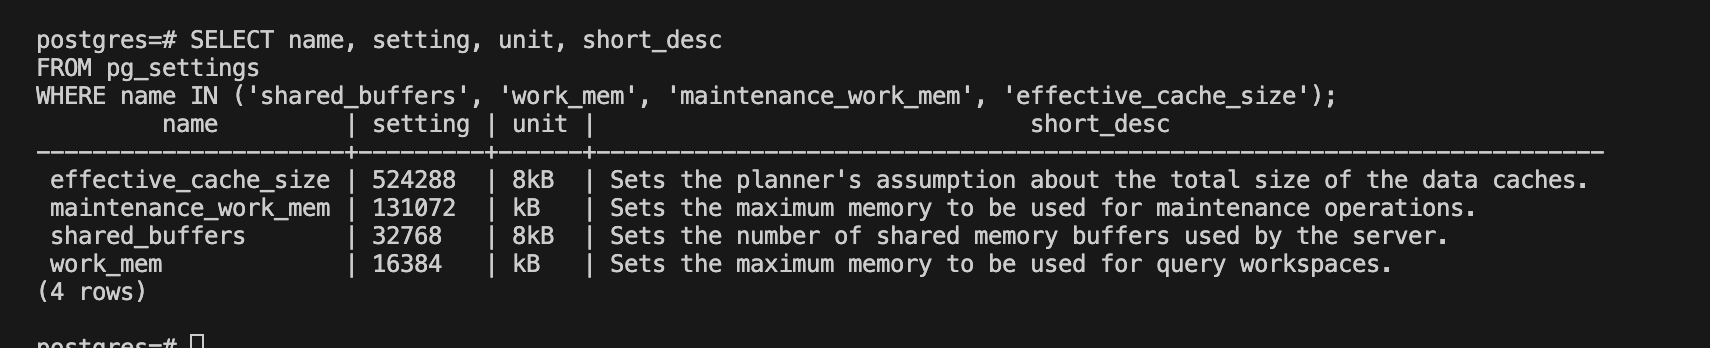 postgres=# SELECT name, setting, unit, short_desc
FROM pg_settings
WHERE name IN ('shared_buffers', 'work_mem', 'maintenance_work_mem', 'effective_cache_size');
         name         | setting | unit |                               short_desc
----------------------+---------+------+------------------------------------------------------------------------
 effective_cache_size | 524288  | 8kB  | Sets the planner's assumption about the total size of the data caches.
 maintenance_work_mem | 131072  | kB   | Sets the maximum memory to be used for maintenance operations.
 shared_buffers       | 32768   | 8kB  | Sets the number of shared memory buffers used by the server.
 work_mem             | 16384   | kB   | Sets the maximum memory to be used for query workspaces.
(4 rows)
postgres=#